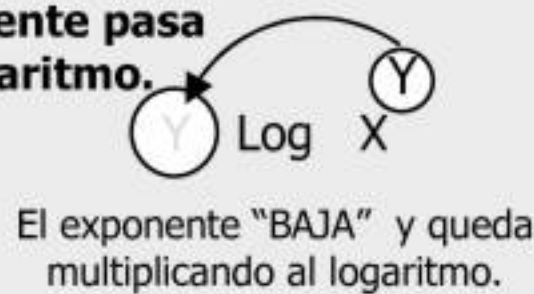 ente pasa
aritmo.
Y
Y Log X
El exponente “BAJA” y queda
multiplicando al logaritmo.